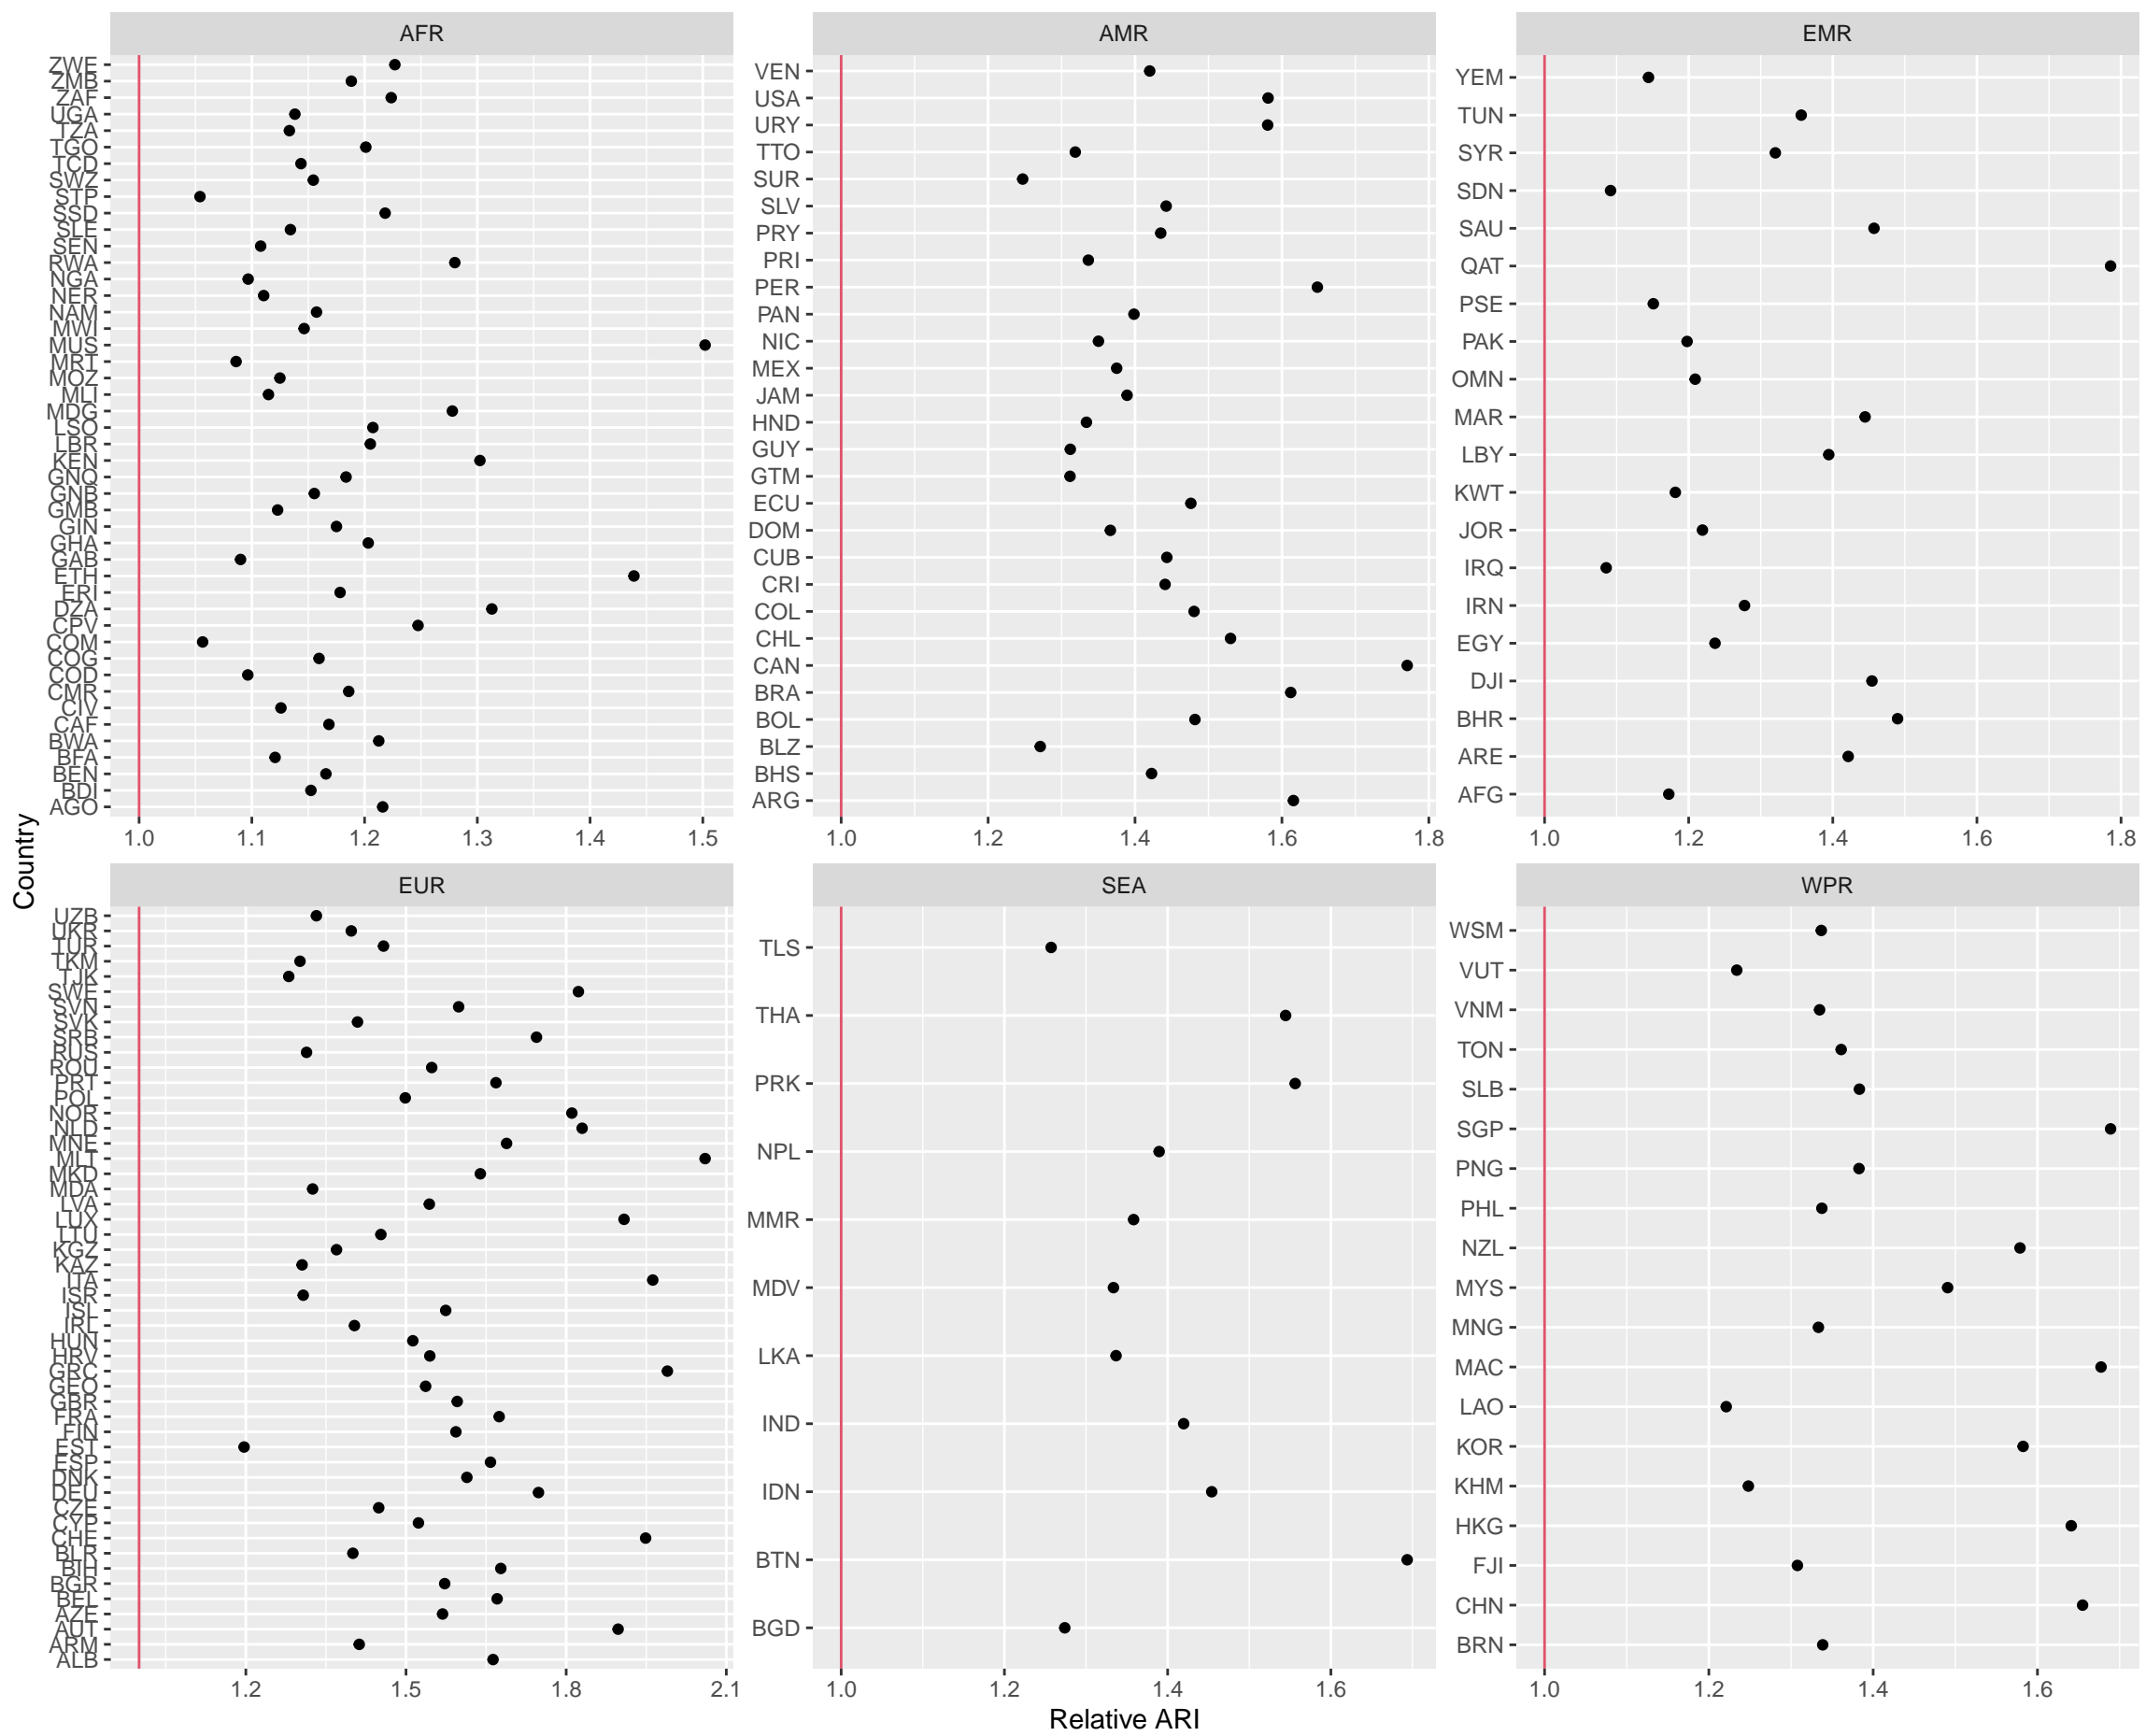 AFR
ZWE
ZMB
ZAF
UGA
TZA
TGO
TCD
SWZ
STP
SSD
SLE
SEN
RWA
NGA
NER
NAM
MWI
MUS
MRT
MOZ
MLI
MDG
LSO
LBR
KEN
GNQ
GNB
GMB
GIN
GHA
GAB
ETH
ERI
DZA
CPV
COM
COG
COD
CMR
CIV
CAF
BWA
BFA
BEN
BDI
AGO
1.0 1.1 1.2 1.3 1.4 1.5
AMR
VEN
USA
URY
TTO
SUR
SLV
PRY
PRI
PER
PAN
NIC
MEX
JAM
HND
GUY
GTM
ECU
DOM
CUB
CRI
COL
CHL
CAN
BRA
BOL
BLZ
BHS
ARG
1.0 1.2 1.4 1.6 1.8
EMR
YEM
TUN
SYR
SDN
SAU
QAT
PSE
PAK
OMN
MAR
LBY
KWT
JOR
IRQ
IRN
EGY
DJI
BHR
ARE
AFG
1.0 1.2 1.4 1.6 1.8
Country
EUR
UZB
UKR
TUR
TKM
TJK
SWE
SVN
SVK
SRB
RUS
ROU
PRT
POL
NOR
NLD
MNE
MLT
MKD
MDA
LVA
LUX
LTU
KGZ
KAZ
ITA
ISR
ISL
IRL
HUN
HRV
GRC
GEO
GBR
FRA
FIN
EST
ESP
DNK
DEU
CZE
CYP
CHE
BLR
BIH
BGR
BEL
AZE
AUT
ARM
ALB
1.2 1.5 1.8 2.1
SEA
TLS
THA
PRK
NPL
MMR
MDV
LKA
IND
IDN
BTN
BGD
1.0 1.2 1.4 1.6
WPR
WSM
VUT
VNM
TON
SLB
SGP
PNG
PHL
NZL
MYS
MNG
MAC
LAO
KOR
KHM
HKG
FJI
CHN
BRN
1.0 1.2 1.4 1.6
Relative ARI